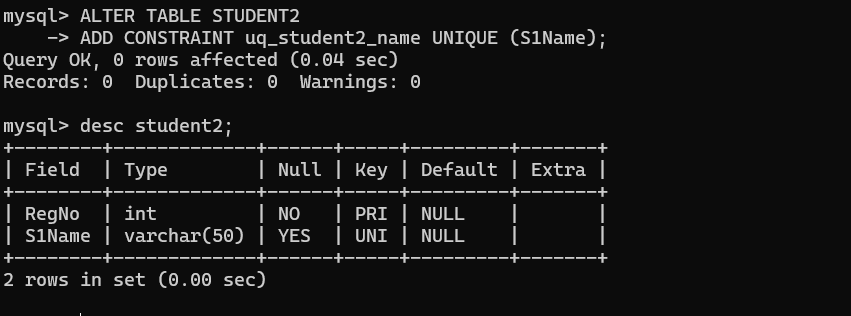 mysql> ALTER TABLE STUDENT2
    -> ADD CONSTRAINT uq_student2_name UNIQUE (S1Name);
Query OK, 0 rows affected (0.04 sec)
Records: 0  Duplicates: 0  Warnings: 0

mysql> desc student2;
+--------+-------------+------+-----+---------+-------+
| Field  | Type        | Null | Key | Default | Extra |
+--------+-------------+------+-----+---------+-------+
| RegNo  | int         | NO   | PRI | NULL    |       |
| S1Name | varchar(50) | YES  | UNI | NULL    |       |
+--------+-------------+------+-----+---------+-------+
2 rows in set (0.00 sec)